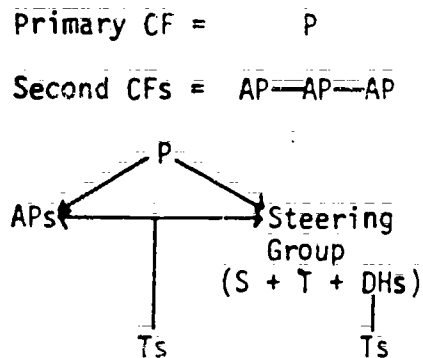 Primary CF = P
Second CFs = AP—AP—AP
P
APs Steering
Group
(S + T + DHs)
Ts Ts